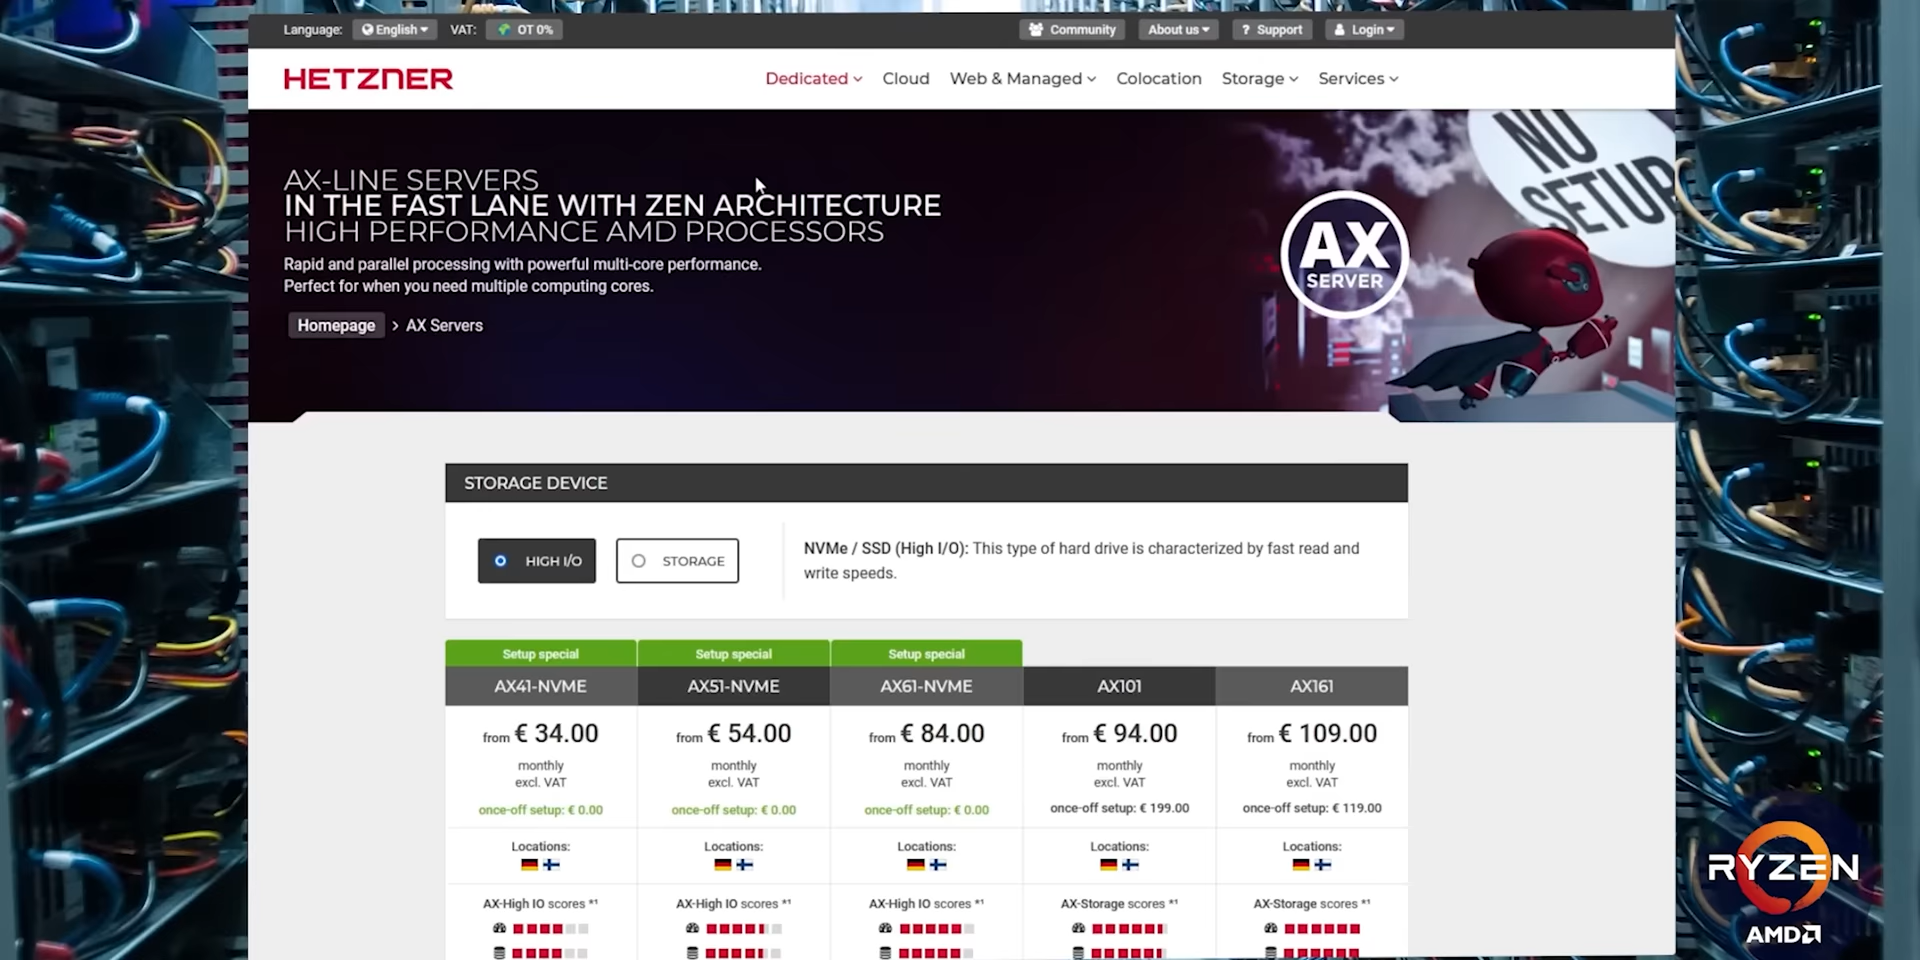 Language: English VAT: OT 0% Community About us ? Support Login
HETZNER Dedicated Cloud Web & Managed Colocation Storage Services
NO
SETUP
AX-LINE SERVERS
IN THE FAST LANE WITH ZEN ARCHITECTURE
HIGH PERFORMANCE AMD PROCESSORS
Rapid and parallel processing with powerful multi-core performance.
Perfect for when you need multiple computing cores.
AX
SERVER
Homepage > AX Servers
STORAGE DEVICE
HIGH I/O STORAGE
NVMe / SSD (High I/O): This type of hard drive is characterized by fast read and
write speeds.
Setup special Setup special Setup special
AX41-NVME AX51-NVME AX61-NVME AX101 AX161
from € 34.00 from € 54.00 from € 84.00 from € 94.00 from € 109.00
monthly monthly monthly monthly monthly
excl. VAT excl. VAT excl. VAT excl. VAT excl. VAT
once-off setup: € 0.00 once-off setup: € 0.00 once-off setup: € 0.00 once-off setup: € 199.00 once-off setup: € 119.00
Locations: Locations: Locations: Locations: Locations:
AX-High IO scores *¹ AX-High IO scores *¹ AX-High IO scores *¹ AX-Storage scores *¹ AX-Storage scores *¹
RYZEN
AMD